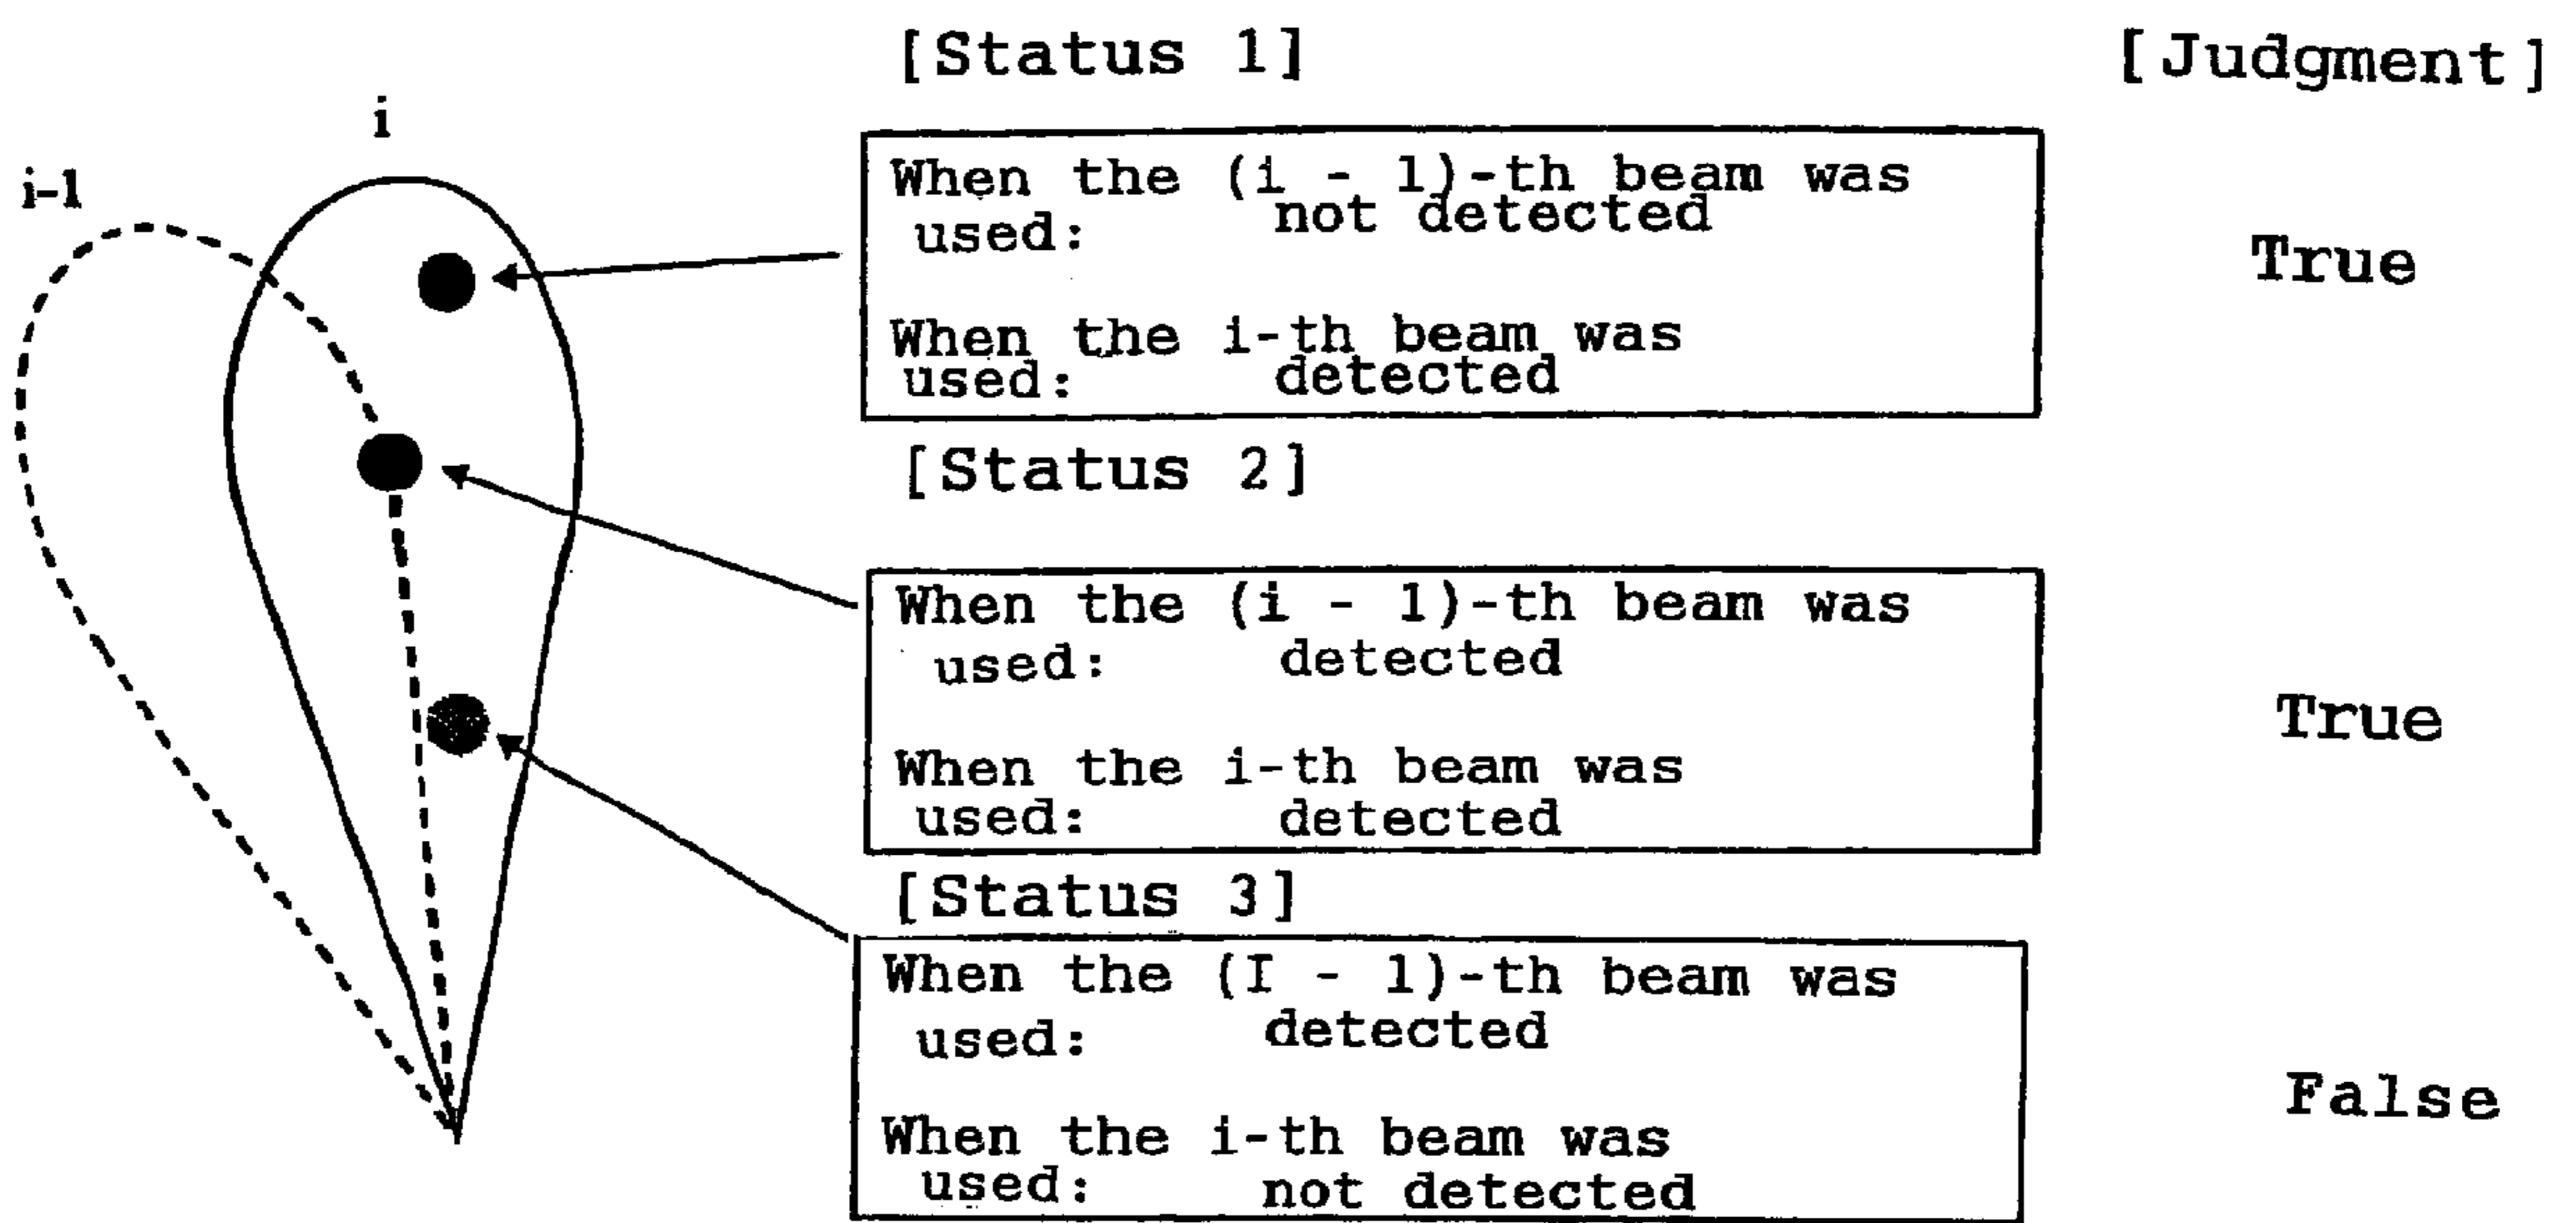 [Status 1]
[Judgment]
i
i-1
When the (i - 1)-th beam was
used: not detected
True
When the i-th beam was
used: detected
[Status 2]
When the (i - 1)-th beam was
used: detected
True
When the i-th beam was
used: detected
[Status 3]
When the (I - 1)-th beam was
used: detected
False
When the i-th beam was
used: not detected